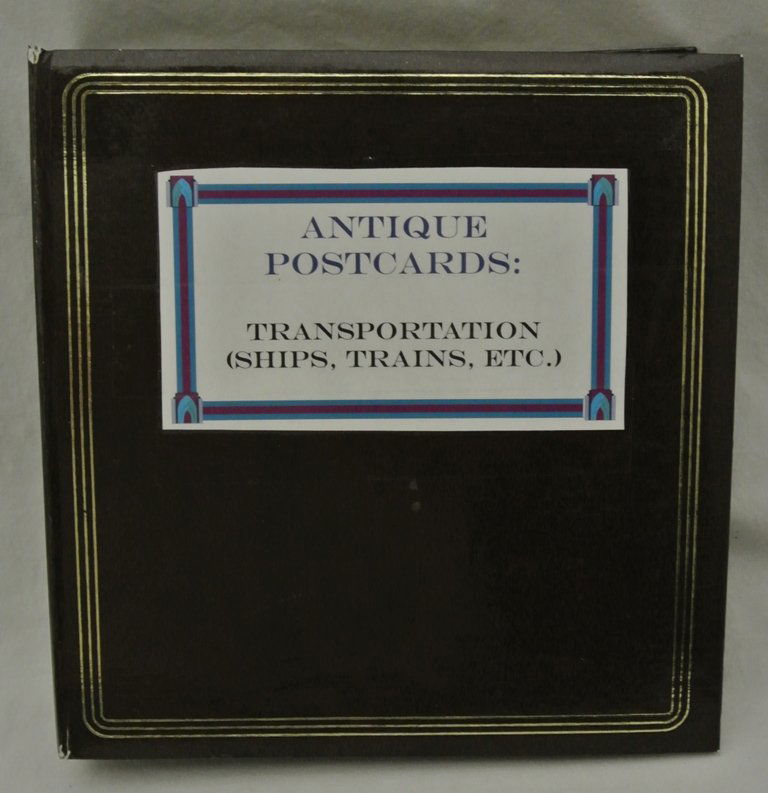 ANTIQUE
POSTCARDS:
TRANSPORTATION
(SHIPS, TRAINS, ETC.)